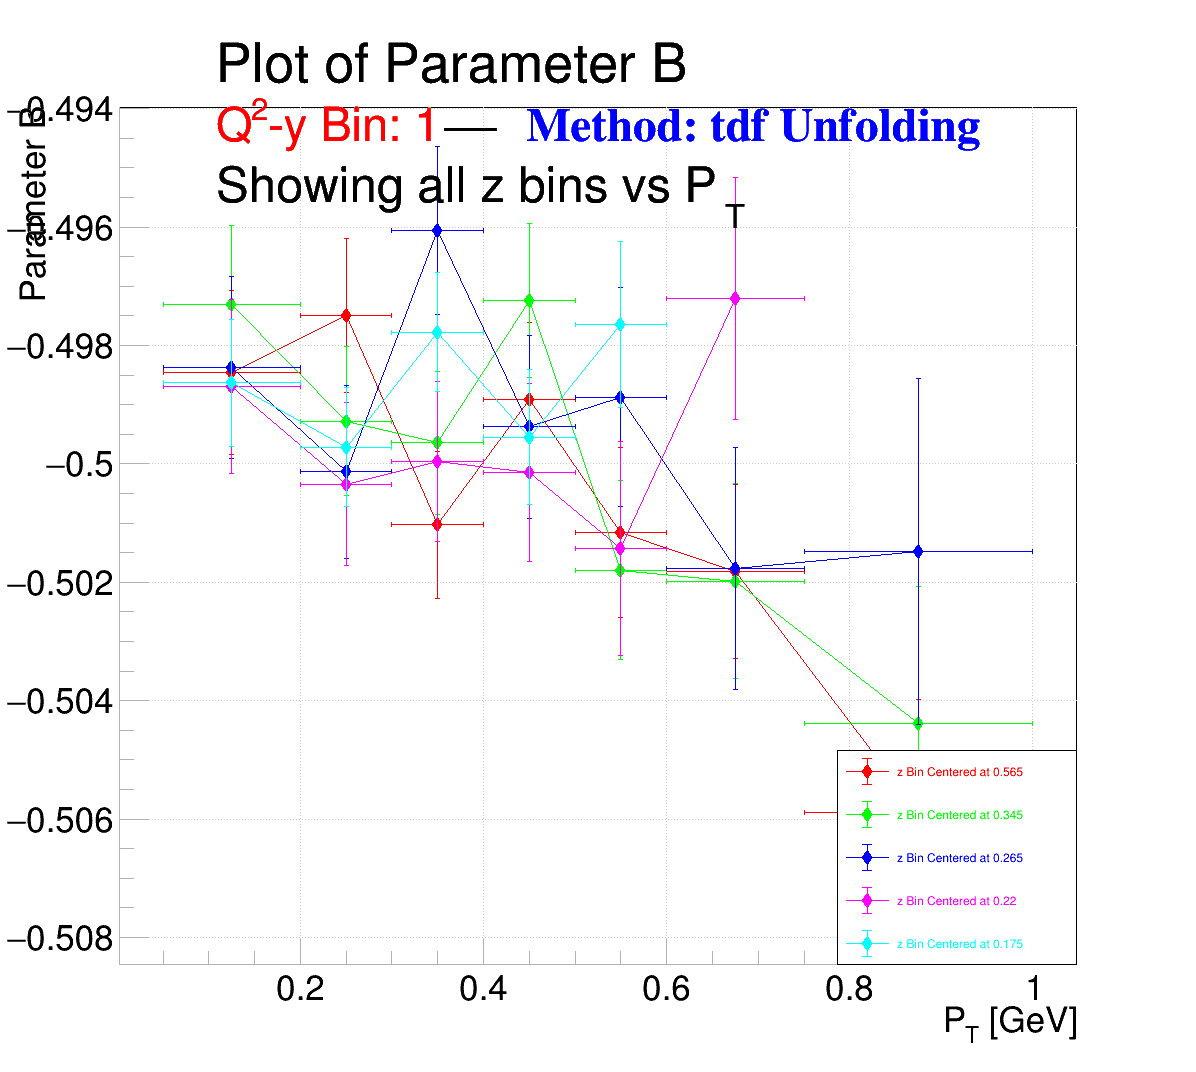 Plot of Parameter B
Q²-y Bin: 1 — Method: tdf Unfolding
Showing all z bins vs P_T
Parameter B
−0.494
−0.496
−0.498
−0.5
−0.502
−0.504
−0.506
−0.508
z Bin Centered at 0.565
z Bin Centered at 0.345
z Bin Centered at 0.265
z Bin Centered at 0.22
z Bin Centered at 0.175
0.2 0.4 0.6 0.8 1
P_T [GeV]